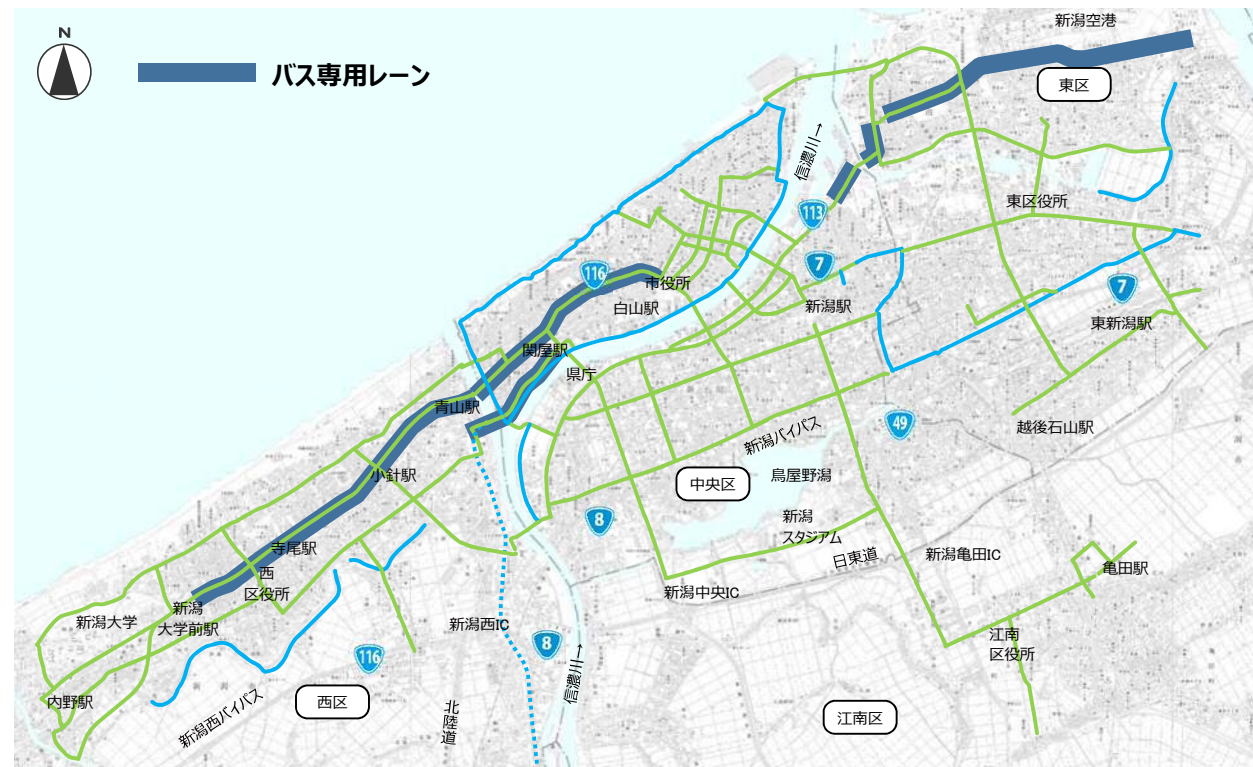 新潟空港
N
バス専用レーン
東区
信濃川→
東区役所
113
7
116
市役所
白山駅
新潟駅
7
東新潟駅
関屋駅
県庁
青山駅
49
新潟バイパス
越後石山駅
小針駅
中央区
鳥屋野潟
8
新潟
スタジアム
寺尾駅
日東道
新潟亀田IC
亀田駅
西
区役所
新潟中央IC
新潟
大学前駅
新潟大学
新潟西IC
8
江南
区役所
116
信濃川→
内野駅
西区
新潟西バイパス
北陸道
江南区